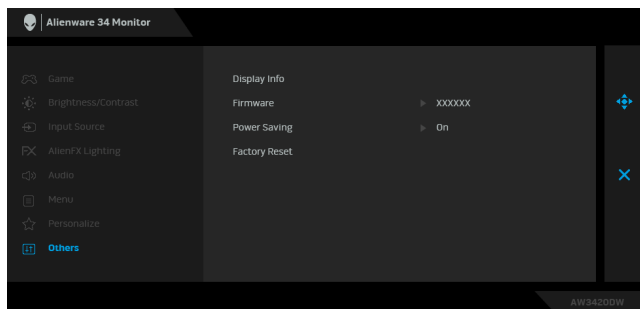 Alienware 34 Monitor
Game
Brightness/Contrast
Input Source
AlienFX Lighting
Audio
Menu
Personalize
Others
Display Info
Firmware XXXXXX
Power Saving On
Factory Reset
AW3420DW